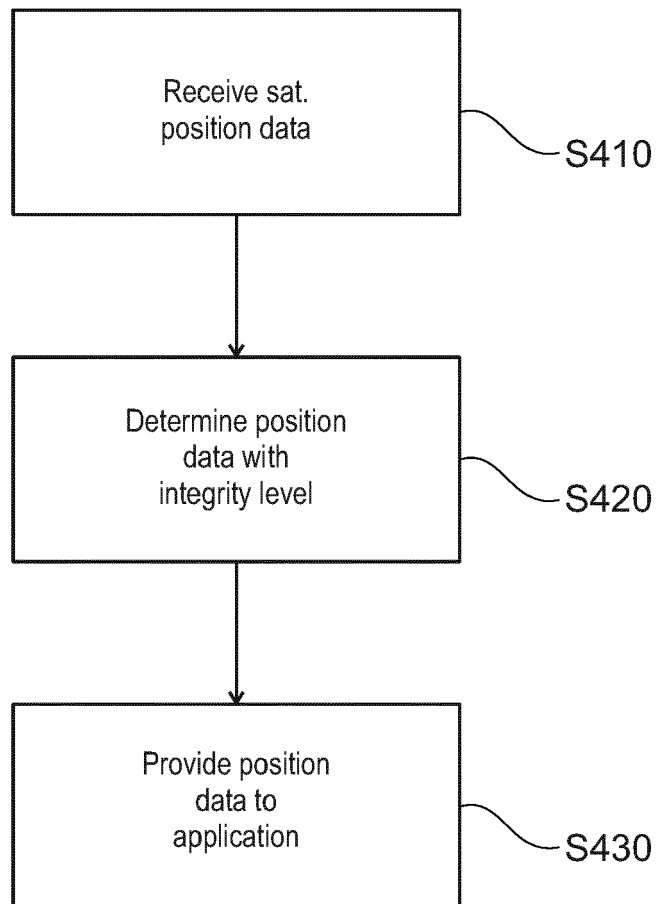 Receive sat.
position data
S410
Determine position
data with
integrity level
S420
Provide position
data to
application
S430